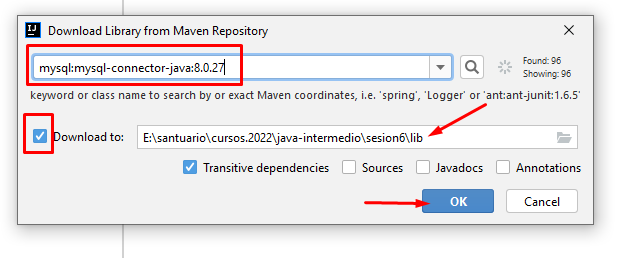 IJ Download Library from Maven Repository
mysql:mysql-connector-java:8.0.27
Found: 96
Showing: 96
keyword or class name to search by or exact Maven coordinates, i.e. 'spring', 'Logger' or 'ant:ant-junit:1.6.5'
Download to: E:\santuario\cursos.2022\java-intermedio\sesion6\lib
Transitive dependencies Sources Javadocs Annotations
OK Cancel